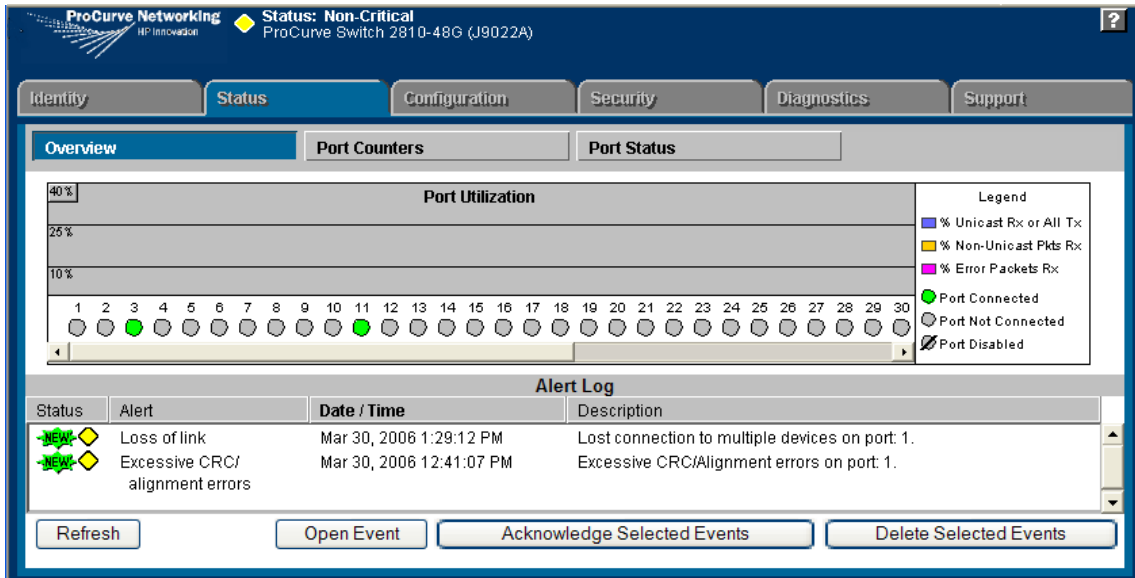 ProCurve Networking
HP Innovation
Status: Non-Critical
ProCurve Switch 2810-48G (J9022A)
?
Identity Status Configuration Security Diagnostics Support
Overview Port Counters Port Status
40% Port Utilization
25%
10%
1 2 3 4 5 6 7 8 9 10 11 12 13 14 15 16 17 18 19 20 21 22 23 24 25 26 27 28 29 30
Legend
% Unicast Rx or All Tx
% Non-Unicast Pkts Rx
% Error Packets Rx
Port Connected
Port Not Connected
Port Disabled
Alert Log
Status Alert Date / Time Description
NEW Loss of link Mar 30, 2006 1:29:12 PM Lost connection to multiple devices on port: 1.
NEW Excessive CRC/ Mar 30, 2006 12:41:07 PM Excessive CRC/Alignment errors on port: 1.
alignment errors
Refresh Open Event Acknowledge Selected Events Delete Selected Events